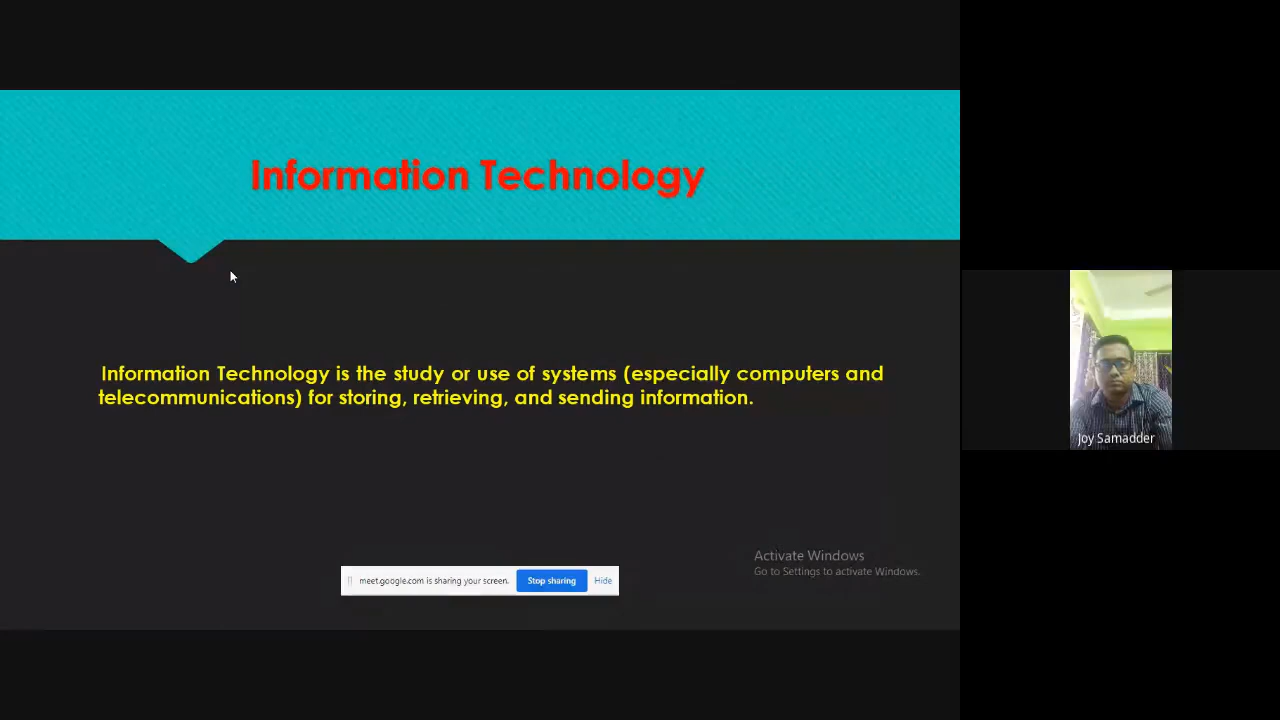 Information Technology
Information Technology is the study or use of systems (especially computers and
telecommunications) for storing, retrieving, and sending information.
Activate Windows
Go to Settings to activate Windows.
meet.google.com is sharing your screen. Stop sharing Hide
Joy Samadder